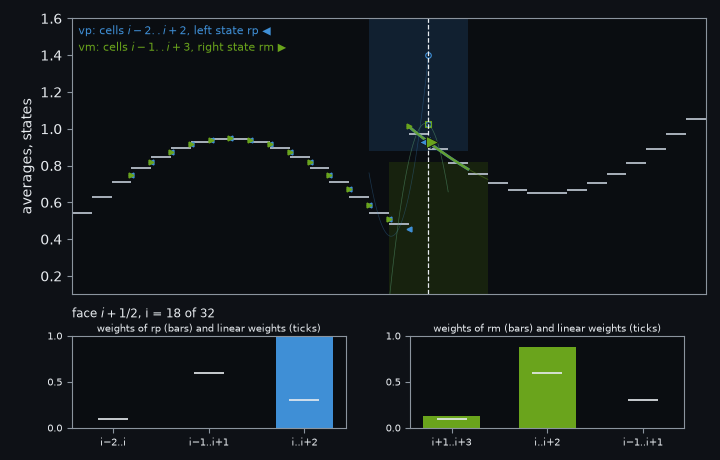 1.6
vp: cells i−2. . i+2, left state rp ◀
vm: cells i−1. . i+3, right state rm ▶
1.4
1.2
1.0
0.8
0.6
0.4
0.2
averages, states
face i+1/2, i = 18 of 32
weights of rp (bars) and linear weights (ticks)
weights of rm (bars) and linear weights (ticks)
1.0
0.5
0.0
1.0
0.5
0.0
i−2..i
i−1..i+1
i..i+2
i+1..i+3
i..i+2
i−1..i+1